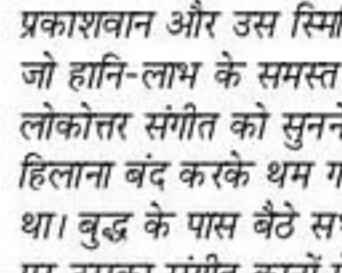 प्रकाशवान और उस
जो हानि-लाभ के समस्त
लोकोत्तर संगीत को सुनने
हिलाना बंद करके थम
था। बुद्ध के पास बैठे